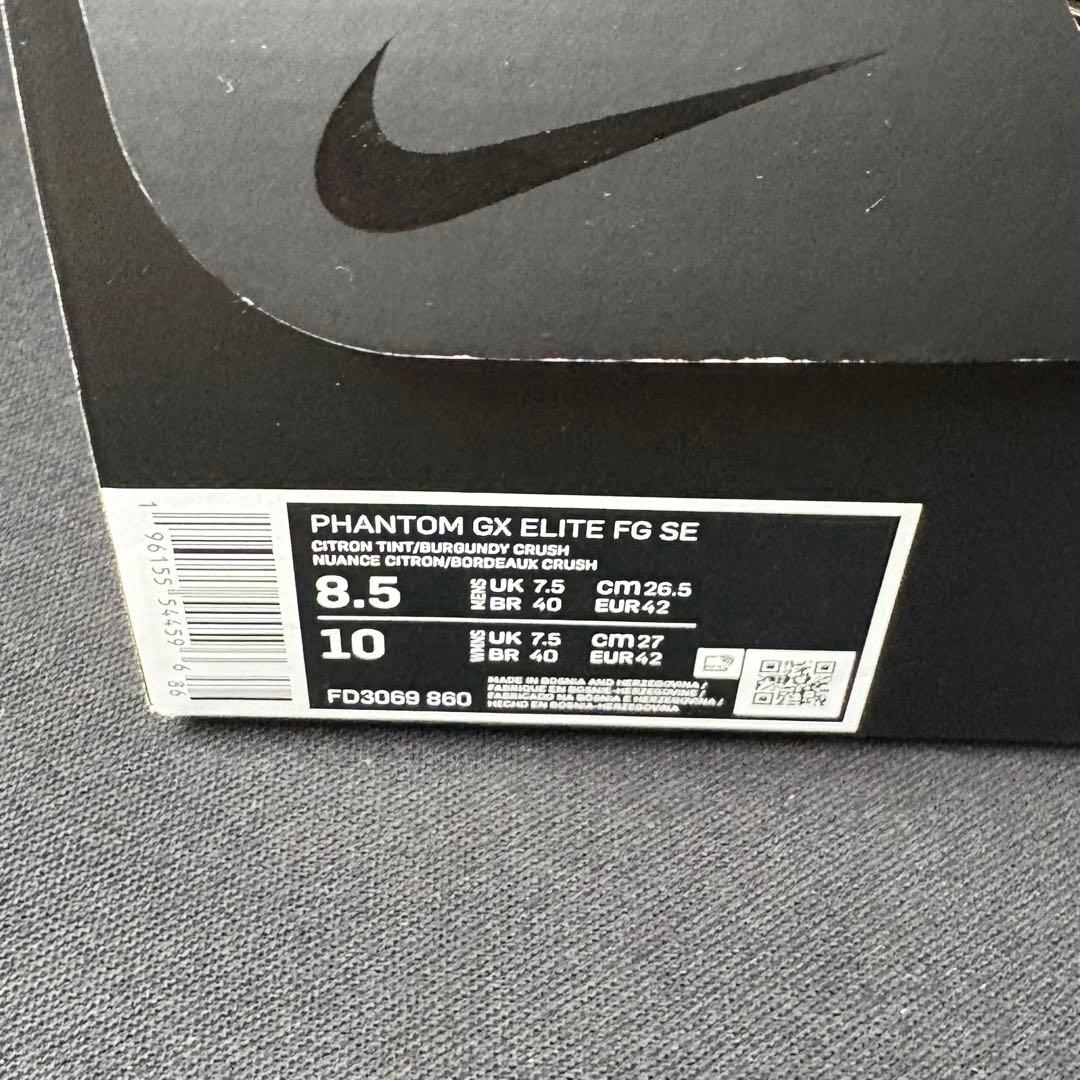 PHANTOM GX ELITE FG SE
CITRON TINT/BURGUNDY CRUSH
NUANCE CITRON/BORDEAUX CRUSH
8.5 MENS UK 7.5 CM 26.5
BR 40 EUR 42
10 WMNS UK 7.5 CM 27
BR 40 EUR 42
FD3069 860
MADE IN BOSNIA AND HERZEGOVINA /
FABRIQUE EN BOSNIE-HERZEGOVINE /
FABRICADO NA BOSNIA E HERZEGOVINA /
HECHO EN BOSNIA-HERZEGOVINA
1 96155 54459 6 86